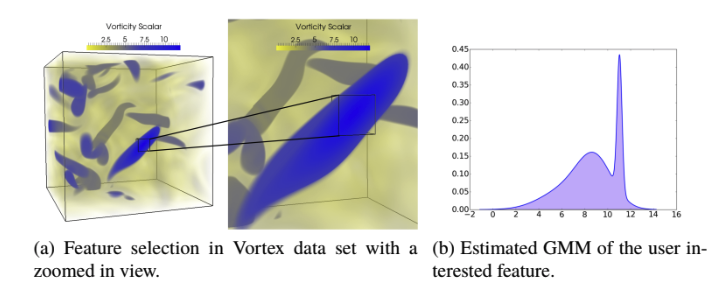 Vorticity Scalar
2.5 5 7.5 10
Vorticity Scalar
2.5 5 7.5 10
0.45
0.40
0.35
0.30
0.25
0.20
0.15
0.10
0.05
0.00
−2 0 2 4 6 8 10 12 14 16
(a) Feature selection in Vortex data set with a
zoomed in view.
(b) Estimated GMM of the user in-
terested feature.